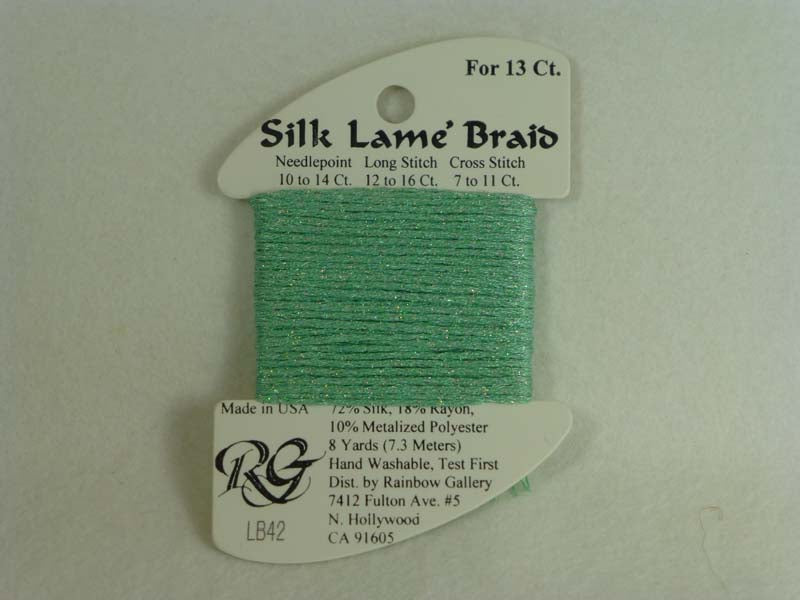 For 13 Ct.
Silk Lame' Braid
Needlepoint Long Stitch Cross Stitch
10 to 14 Ct. 12 to 16 Ct. 7 to 11 Ct.
Made in USA 72% Silk, 18% Rayon,
10% Metalized Polyester
8 Yards (7.3 Meters)
Hand Washable, Test First
Dist. by Rainbow Gallery
7412 Fulton Ave. #5
N. Hollywood
CA 91605
RG
LB42